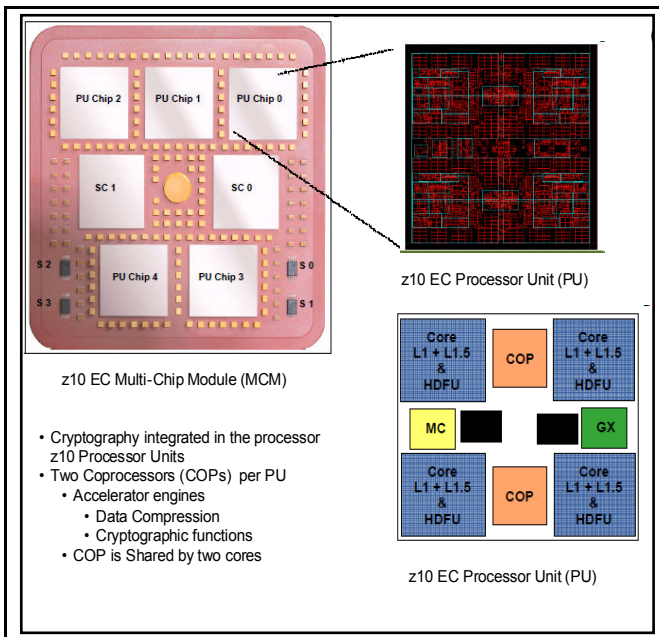 PU Chip 2
PU Chip 1
PU Chip 0
SC 1
SC 0
S 2
S 0
PU Chip 4
PU Chip 3
S 3
S 1
z10 EC Multi-Chip Module (MCM)
z10 EC Processor Unit (PU)
Core
L1 + L1.5
&
HDFU
COP
Core
L1 + L1.5
&
HDFU
MC
GX
Core
L1 + L1.5
&
HDFU
COP
Core
L1 + L1.5
&
HDFU
z10 EC Processor Unit (PU)
• Cryptography integrated in the processor
z10 Processor Units
• Two Coprocessors (COPs) per PU
• Accelerator engines
• Data Compression
• Cryptographic functions
• COP is Shared by two cores